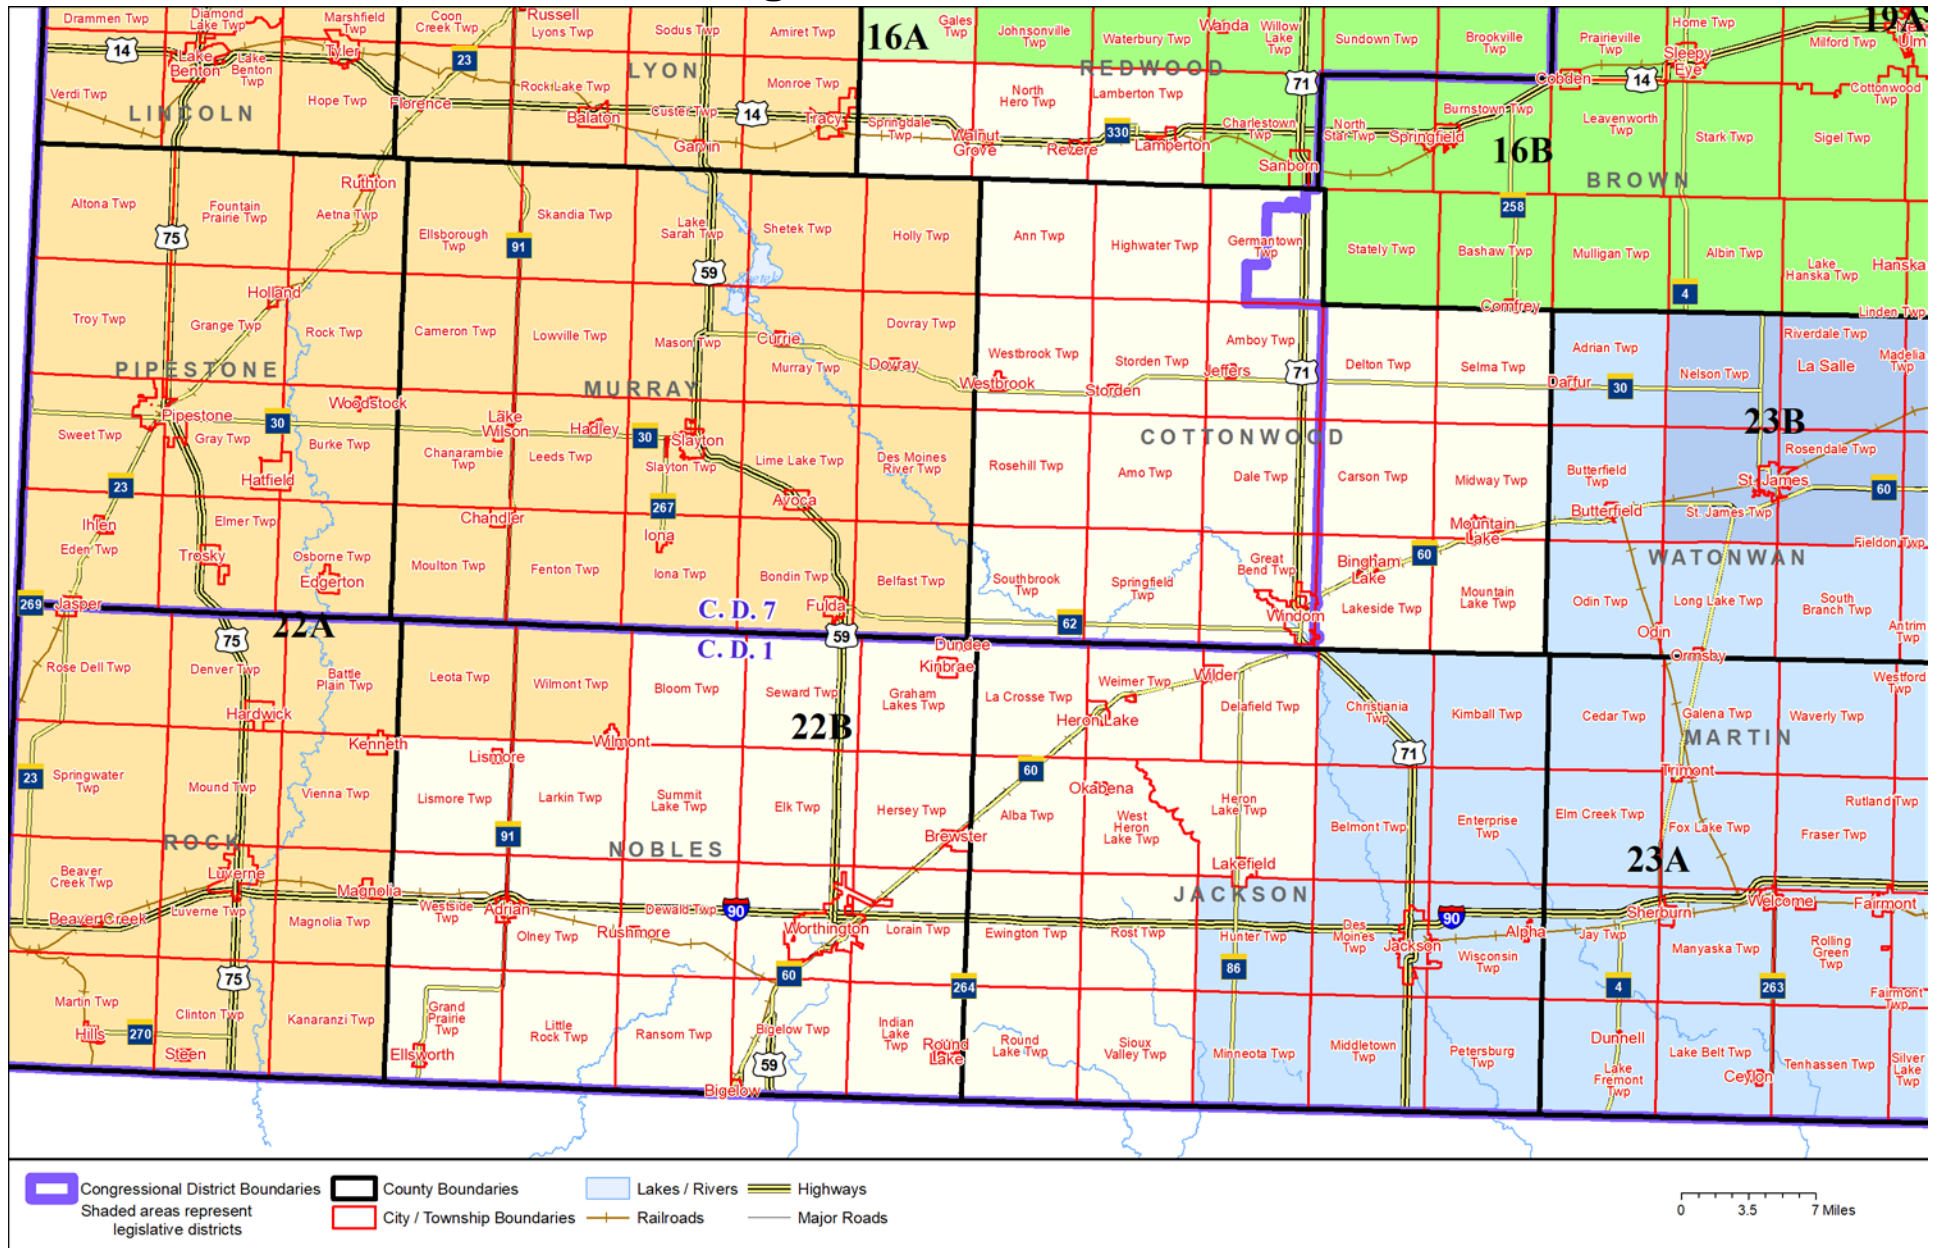 Drammen Twp
Diamond
Lake Twp
Marshfield
Twp
Coon
Creek Twp
Russell
Lyons Twp
Sodus Twp
Amiret Twp
16A
Gales
Twp
Johnsonville
Twp
Waterbury Twp
Wanda
Willow
Lake
Twp
Sundown Twp
Brookville
Twp
Prairieville
Twp
Home Twp
19A
Milford Twp
Ulm
14
Lake
Benton
Lake
Benton
Twp
Tyler
23
LYON
REDWOOD
71
Sleepy
Eye
Cobden
14
Verdi Twp
LINCOLN
Hope Twp
Florence
Rock Lake Twp
Balaton
Custer Twp
14
Monroe Twp
Tracy
Garvin
Springdale
Twp
Walnut
Grove
North
Hero Twp
Revere
330
Lamberton Twp
Lamberton
Charlestown
Twp
Sanborn
North
Star Twp
Springfield
Burnstown Twp
16B
Leavenworth
Twp
Stark Twp
Sigel Twp
Cottonwood
Twp
BROWN
Altona Twp
Fountain
Prairie Twp
Ruthton
Aetna Twp
75
Ellsborough
Twp
91
Skandia Twp
Lake
Sarah Twp
Shetek Twp
Holly Twp
59
Shetek
Ann Twp
Highwater Twp
Germantown
Twp
Stately Twp
258
Bashaw Twp
Mulligan Twp
Albin Twp
Lake
Hanska Twp
Hanska
4
Comfrey
Linden Twp
Holland
Troy Twp
Grange Twp
Rock Twp
Cameron Twp
Lowville Twp
Mason Twp
Currie
Murray Twp
Dovray Twp
Dovray
PIPESTONE
MURRAY
Westbrook Twp
Westbrook
Storden Twp
Storden
Jeffers
Amboy Twp
71
Delton Twp
Selma Twp
Darfur
Adrian Twp
30
Nelson Twp
Riverdale Twp
La Salle
Madelia
Twp
23B
Pipestone
Sweet Twp
Gray Twp
30
Woodstock
Burke Twp
Hatfield
Lake
Wilson
Chanarambie
Twp
Hadley
Leeds Twp
30
Slayton
Slayton Twp
Lime Lake Twp
Des Moines
River Twp
COTTONWOOD
Rosehill Twp
Amo Twp
Dale Twp
Carson Twp
Midway Twp
Butterfield
Twp
Rosendale Twp
St. James
60
23
Ihlen
Eden Twp
Elmer Twp
Trosky
Osborne Twp
Edgerton
Chandler
Moulton Twp
Fenton Twp
267
Iona
Iona Twp
Avoca
Bondin Twp
Fulda
Belfast Twp
Southbrook
Twp
Springfield
Twp
Great
Bend Twp
Windom
Bingham
Lake
60
Mountain
Lake
Lakeside Twp
Mountain
Lake Twp
Butterfield
St. James Twp
Fieldon Twp
WATONWAN
Odin Twp
Long Lake Twp
South
Branch Twp
Odin
Antrim
Twp
Ormsby
269
Jasper
22A
75
C. D. 7
C. D. 1
59
62
Dundee
Kinbrae
Rose Dell Twp
Denver Twp
Battle
Plain Twp
Hardwick
Kenneth
Leota Twp
Wilmont Twp
Wilmont
Bloom Twp
Seward Twp
22B
Graham
Lakes Twp
La Crosse Twp
Weimer Twp
Heron Lake
Wilder
Delafield Twp
Christiania
Twp
71
Kimball Twp
Cedar Twp
Galena Twp
Waverly Twp
Westford
Twp
MARTIN
Trimont
23
Springwater
Twp
Mound Twp
Vienna Twp
ROCK
Lismore
Lismore Twp
Larkin Twp
Summit
Lake Twp
Elk Twp
Hersey Twp
60
Okabena
Alba Twp
West
Heron
Lake Twp
Heron
Lake Twp
Belmont Twp
Enterprise
Twp
Elm Creek Twp
Fox Lake Twp
Rutland Twp
Fraser Twp
91
NOBLES
Brewster
Lakefield
JACKSON
23A
Beaver
Creek Twp
Beaver Creek
Luverne
Luverne Twp
Magnolia
Magnolia Twp
Westside
Twp
Adrian
Olney Twp
Rushmore
Dewald Twp
90
Worthington
Lorain Twp
Ewington Twp
Rost Twp
Hunter Twp
Des
Moines
Twp
Jackson
90
Wisconsin
Twp
Alpha
Jay Twp
Sherburn
Welcome
Fairmont
Manyaska Twp
Rolling
Green
Twp
75
Martin Twp
Hills
270
Steen
Clinton Twp
Kanaranzi Twp
Grand
Prairie
Twp
Ellsworth
Little
Rock Twp
Ransom Twp
60
Bigelow Twp
59
Bigelow
Indian
Lake
Twp
264
Round
Lake
Round
Lake Twp
Sioux
Valley Twp
86
Minneota Twp
Middletown
Twp
Petersburg
Twp
4
Dunnell
Lake
Fremont
Twp
263
Lake Belt Twp
Ceylon
Fairmont
Twp
Tenhassen Twp
Silver
Lake
Twp
Congressional District Boundaries
Shaded areas represent
legislative districts
County Boundaries
City / Township Boundaries
Lakes / Rivers
Railroads
Highways
Major Roads
0 3.5 7 Miles